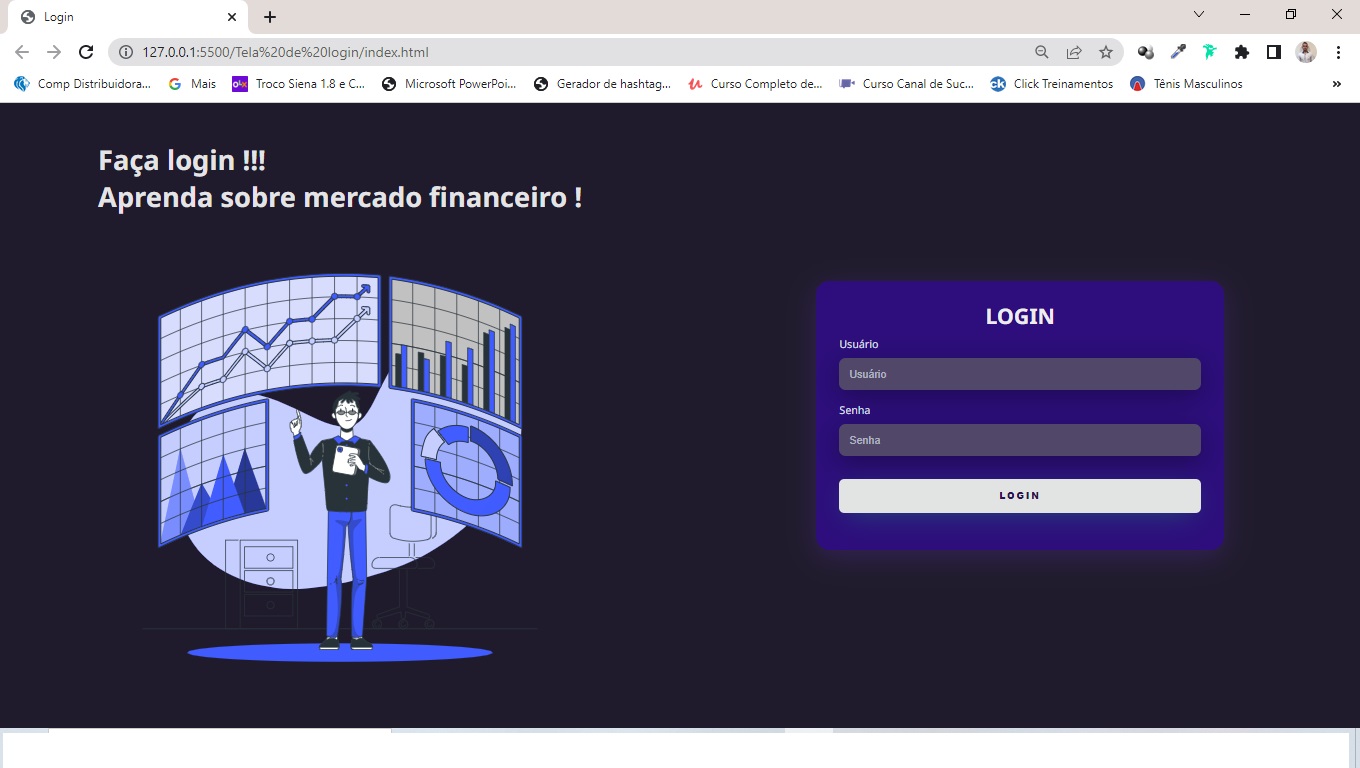 Login
127.0.0.1:5500/Tela%20de%20login/index.html
Comp Distribuidora... Mais OLX Troco Siena 1.8 e C... Microsoft PowerPoi... Gerador de hashtag... Curso Completo de... Curso Canal de Suc... ck Click Treinamentos Tênis Masculinos »
Faça login !!!
Aprenda sobre mercado financeiro !
LOGIN
Usuário
Usuário
Senha
Senha
LOGIN